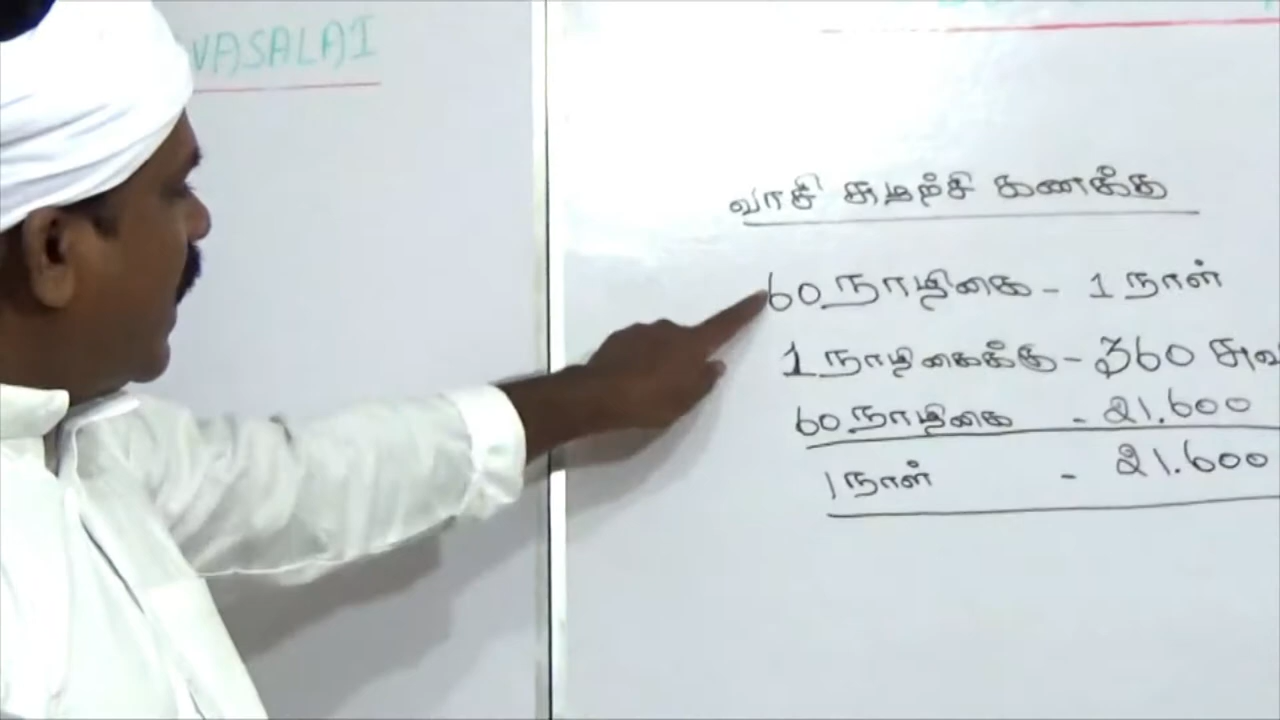 VASALAI
வாசி சுழற்சி கணக்கு
60 நாழிகை - 1 நாள்
1 நாழிகைக்கு - 360 சுவ
60 நாழிகை - 21.600
1 நாள் - 21.600